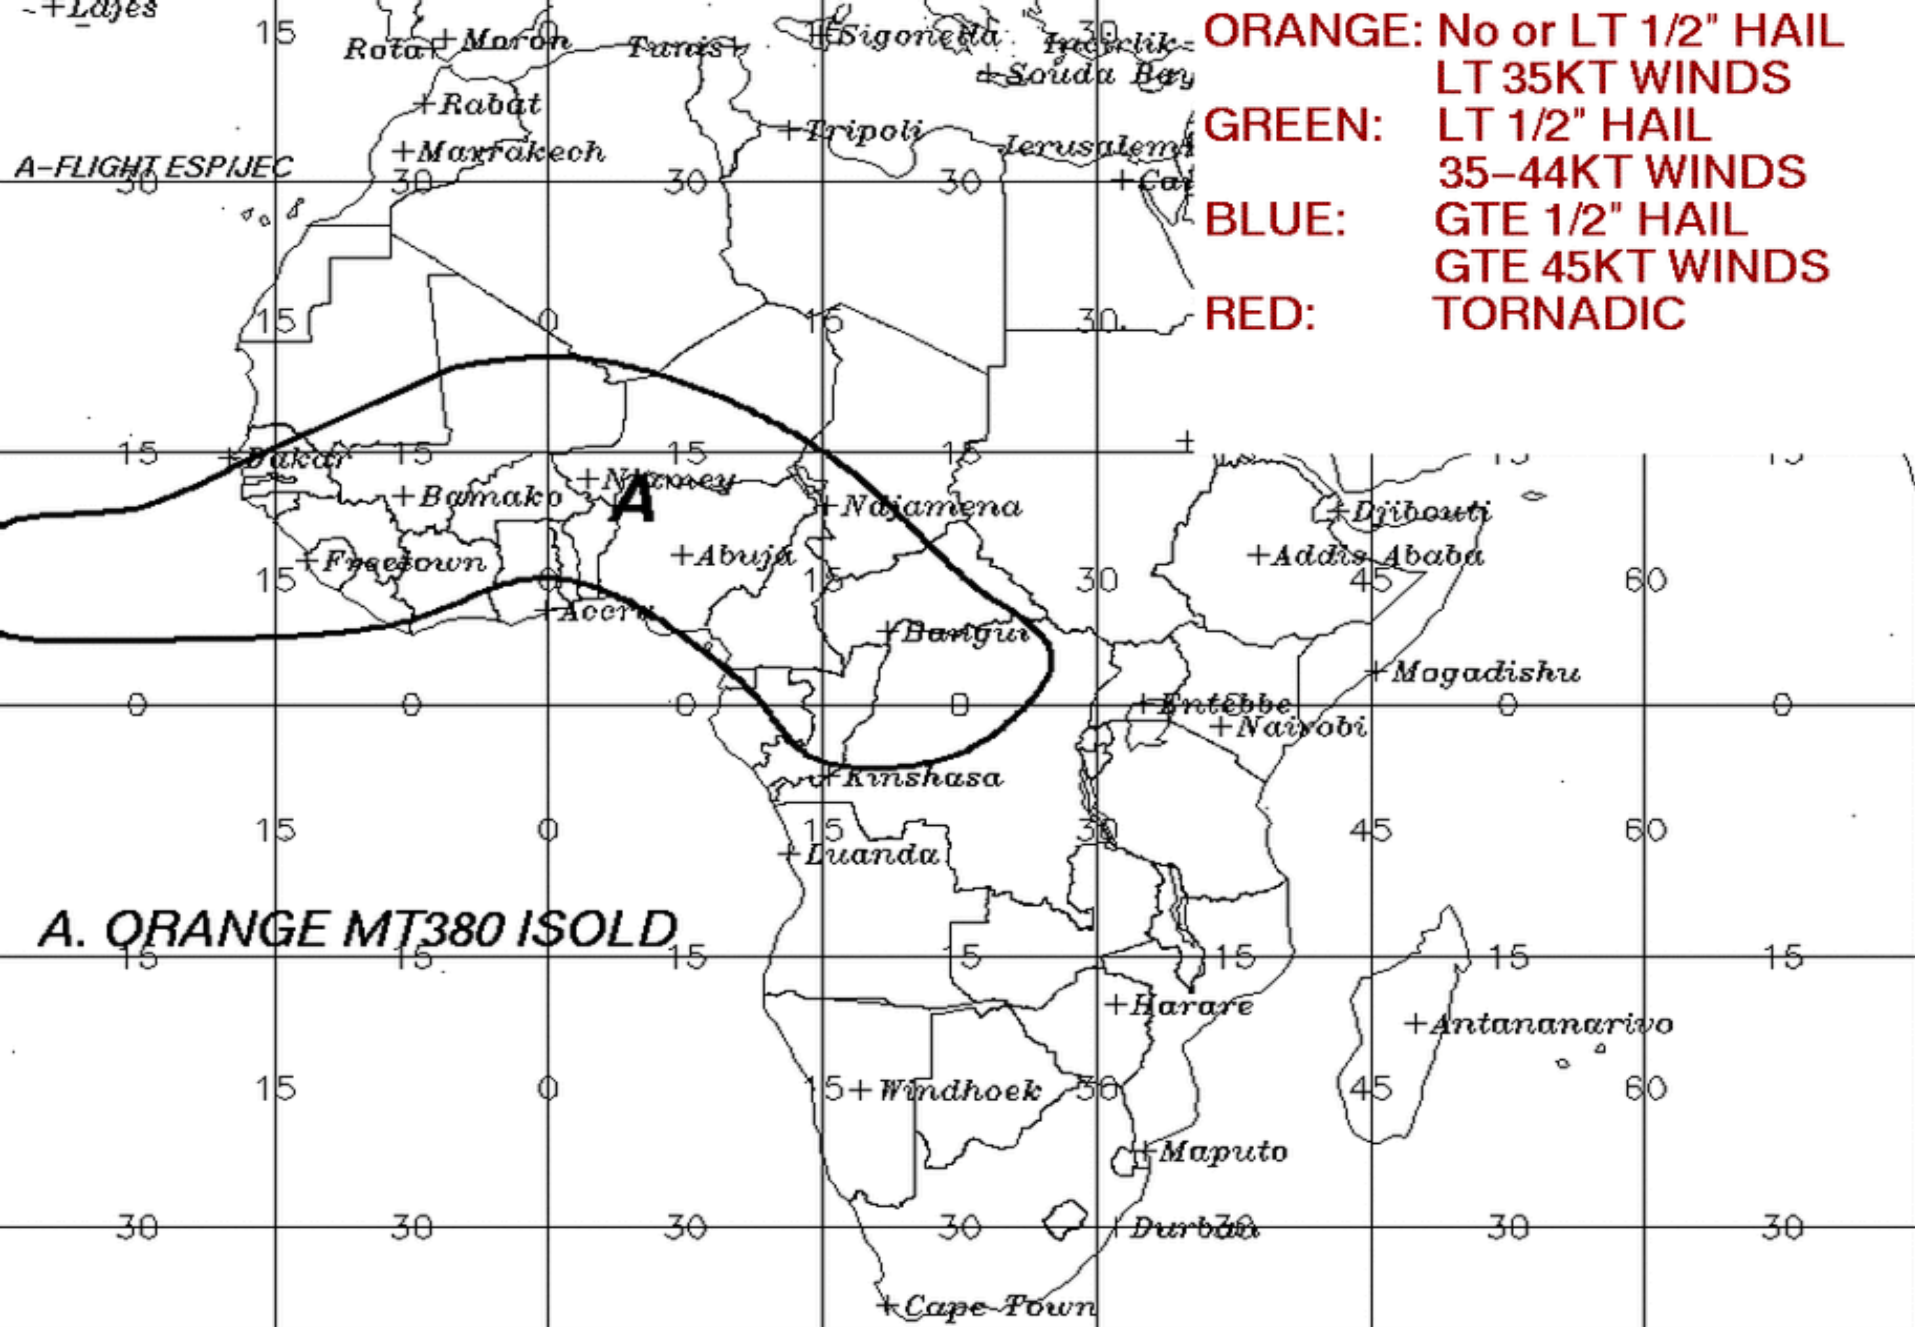 Lajes
15
0
30
ORANGE: No or LT 1/2" HAIL
LT 35KT WINDS
GREEN: LT 1/2" HAIL
35-44KT WINDS
BLUE: GTE 1/2" HAIL
GTE 45KT WINDS
RED: TORNADIC
Rota
Moron
Tunis
Sigonella
Incirlik
Souda Bay
Rabat
Tripoli
Marrakech
Jerusalem
A-FLIGHT ESP/JEC
30
30
30
30
Cai
15
0
15
30
15
15
15
15
15
15
Dakar
Bamako
Niamey
A
Ndjamena
Djibouti
Freetown
Abuja
Addis Ababa
15
0
15
30
45
60
Accra
Bangui
Mogadishu
0
0
0
0
Entebbe
0
0
Nairobi
Kinshasa
15
0
15
30
45
60
Luanda
A. ORANGE MT380 ISOLD
15
15
15
15
15
15
15
Harare
Antananarivo
15
0
15
Windhoek
30
45
60
Maputo
30
30
30
30
Durban
30
30
30
Cape Town